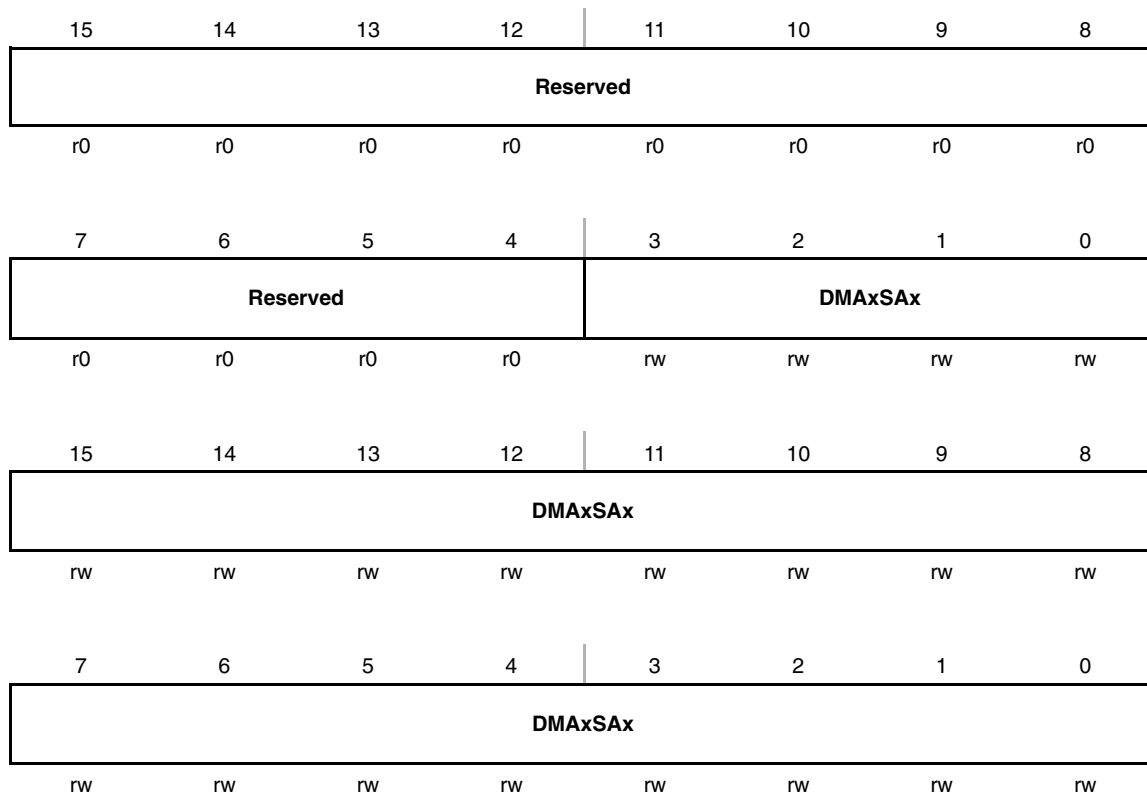 15 14 13 12 11 10 9 8
Reserved
r0 r0 r0 r0 r0 r0 r0 r0
7 6 5 4 3 2 1 0
Reserved DMAxSAx
r0 r0 r0 r0 rw rw rw rw
15 14 13 12 11 10 9 8
DMAxSAx
rw rw rw rw rw rw rw rw
7 6 5 4 3 2 1 0
DMAxSAx
rw rw rw rw rw rw rw rw